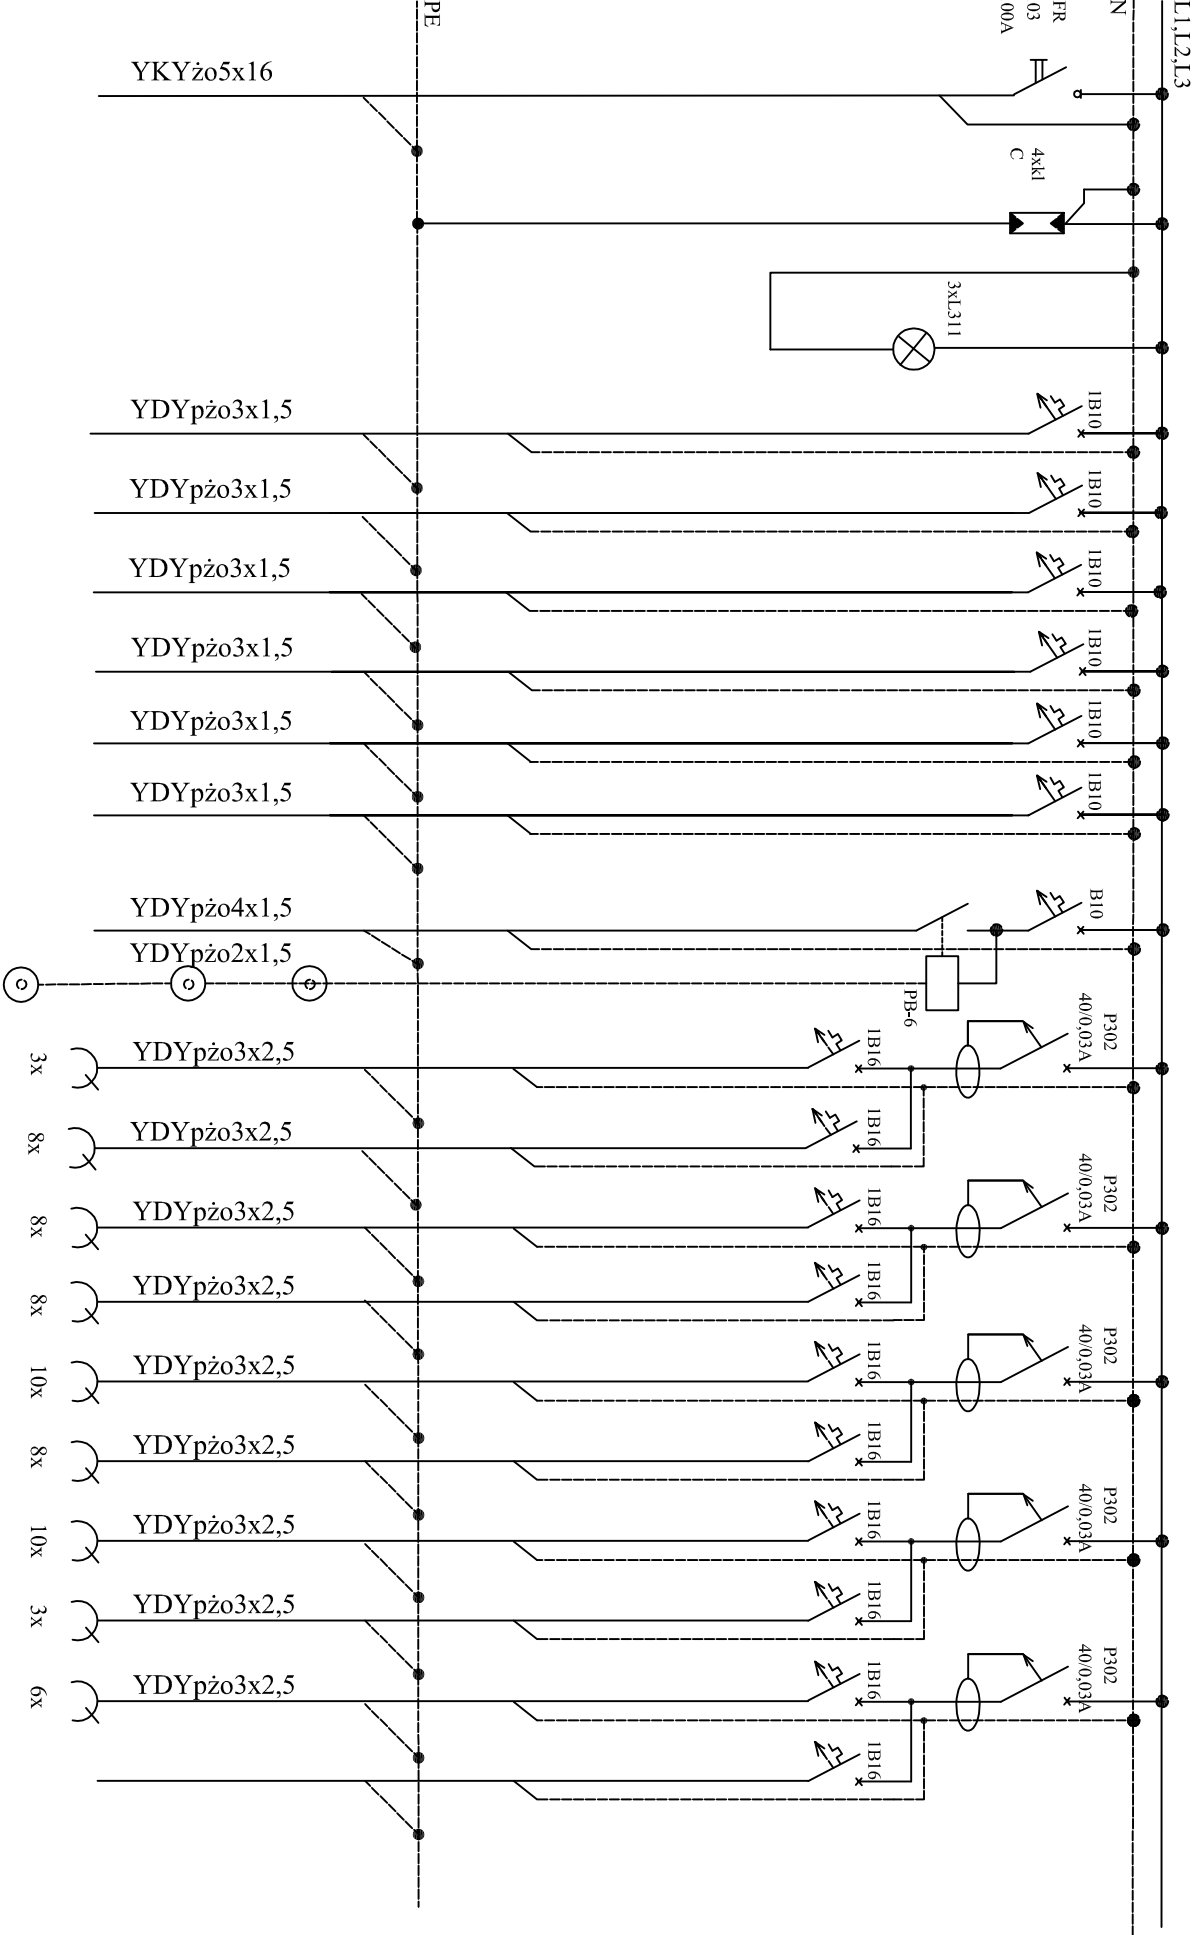 L1,L2,L3
N
PE
FR
03
00A
YKYżo5x16
4xkl
C
3xL311
1B10
YDYpżo3x1,5
1B10
YDYpżo3x1,5
1B10
YDYpżo3x1,5
1B10
YDYpżo3x1,5
1B10
YDYpżo3x1,5
1B10
YDYpżo3x1,5
B10
YDYpżo4x1,5
YDYpżo2x1,5
PB-6
P302
40/0,03A
1B16
YDYpżo3x2,5
3x
1B16
YDYpżo3x2,5
8x
P302
40/0,03A
1B16
YDYpżo3x2,5
8x
1B16
YDYpżo3x2,5
8x
P302
40/0,03A
1B16
YDYpżo3x2,5
10x
1B16
YDYpżo3x2,5
8x
P302
40/0,03A
1B16
YDYpżo3x2,5
10x
1B16
YDYpżo3x2,5
3x
P302
40/0,03A
1B16
YDYpżo3x2,5
6x
1B16